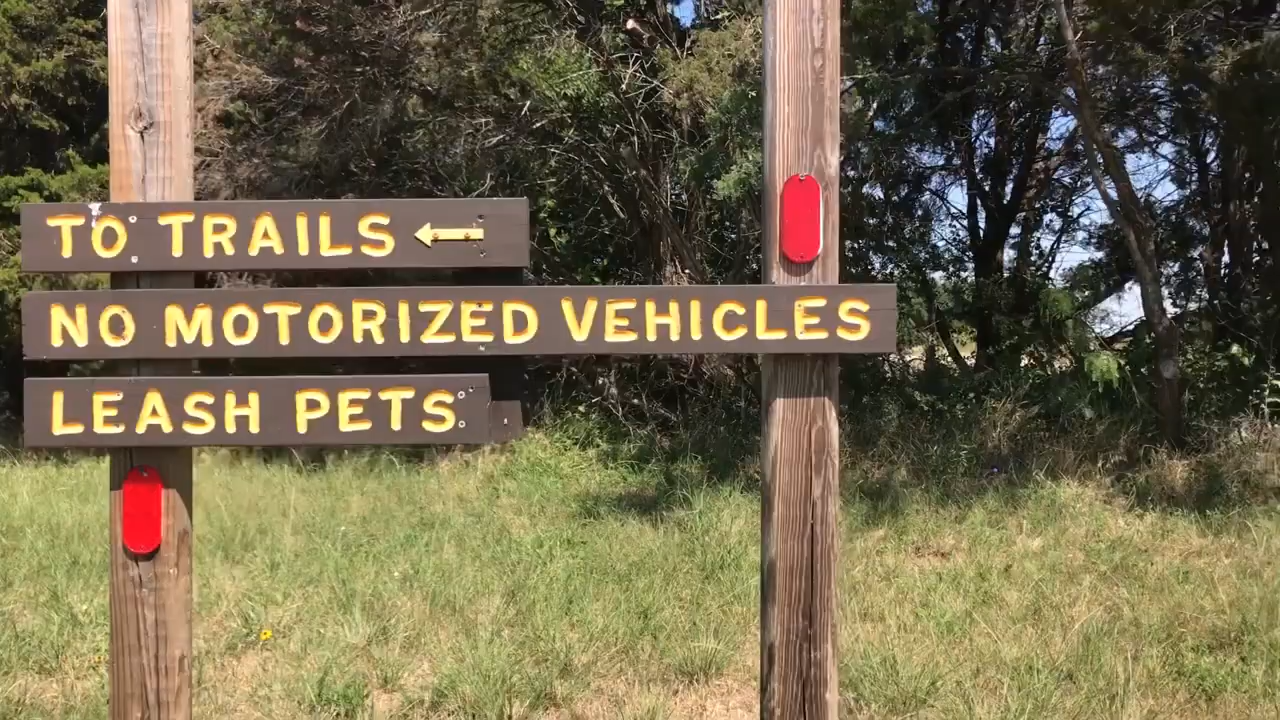 TO TRAILS ←
NO MOTORIZED VEHICLES
LEASH PETS